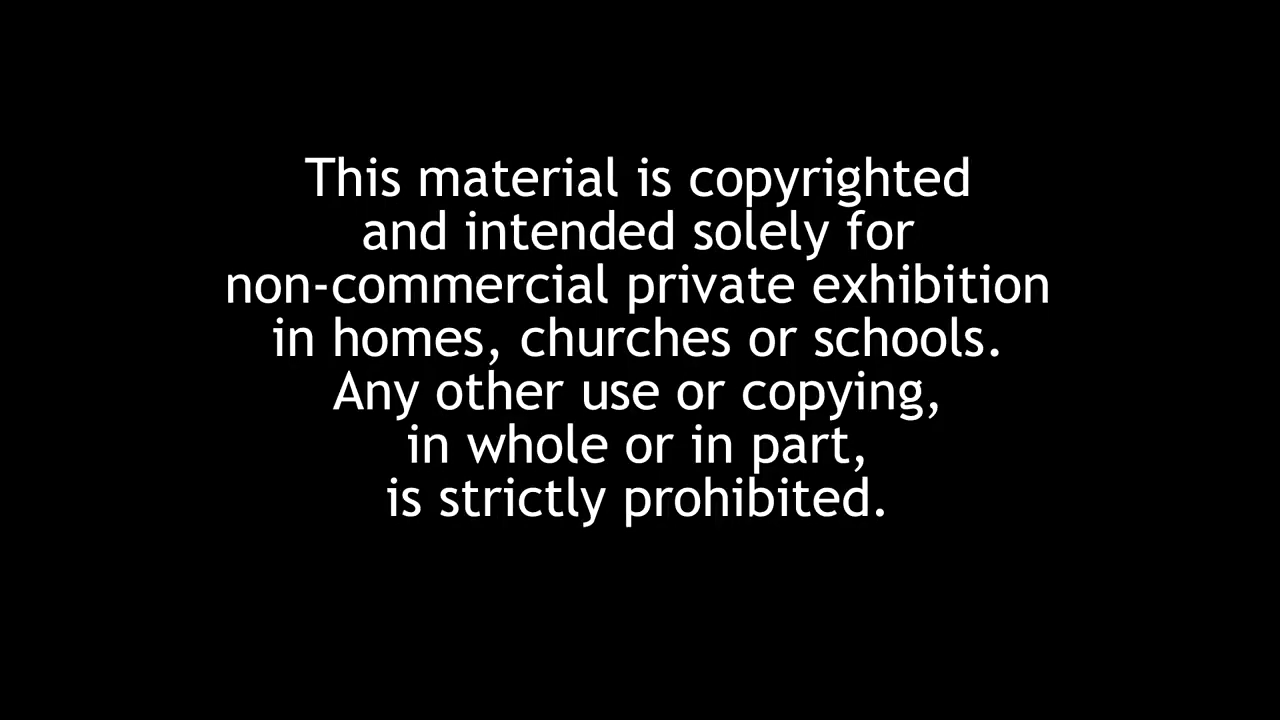 This material is copyrighted
and intended solely for
non-commercial private exhibition
in homes, churches or schools.
Any other use or copying,
in whole or in part,
is strictly prohibited.